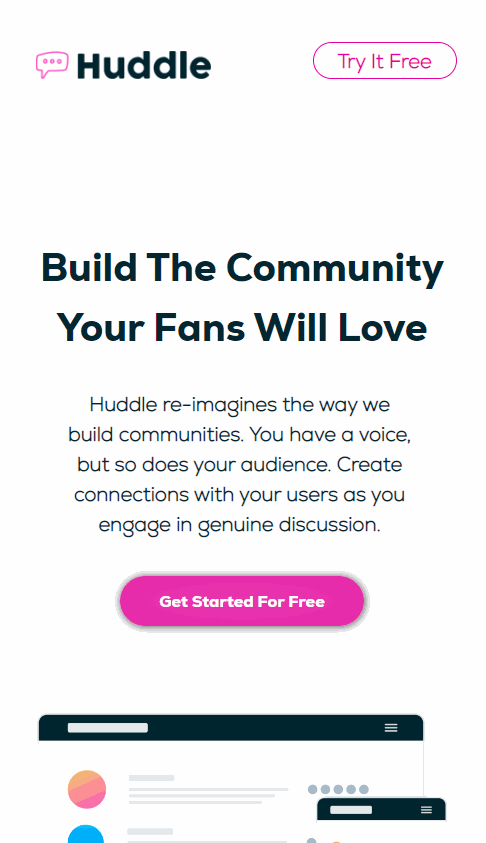 Huddle
Try It Free
Build The Community
Your Fans Will Love
Huddle re-imagines the way we
build communities. You have a voice,
but so does your audience. Create
connections with your users as you
engage in genuine discussion.
Get Started For Free